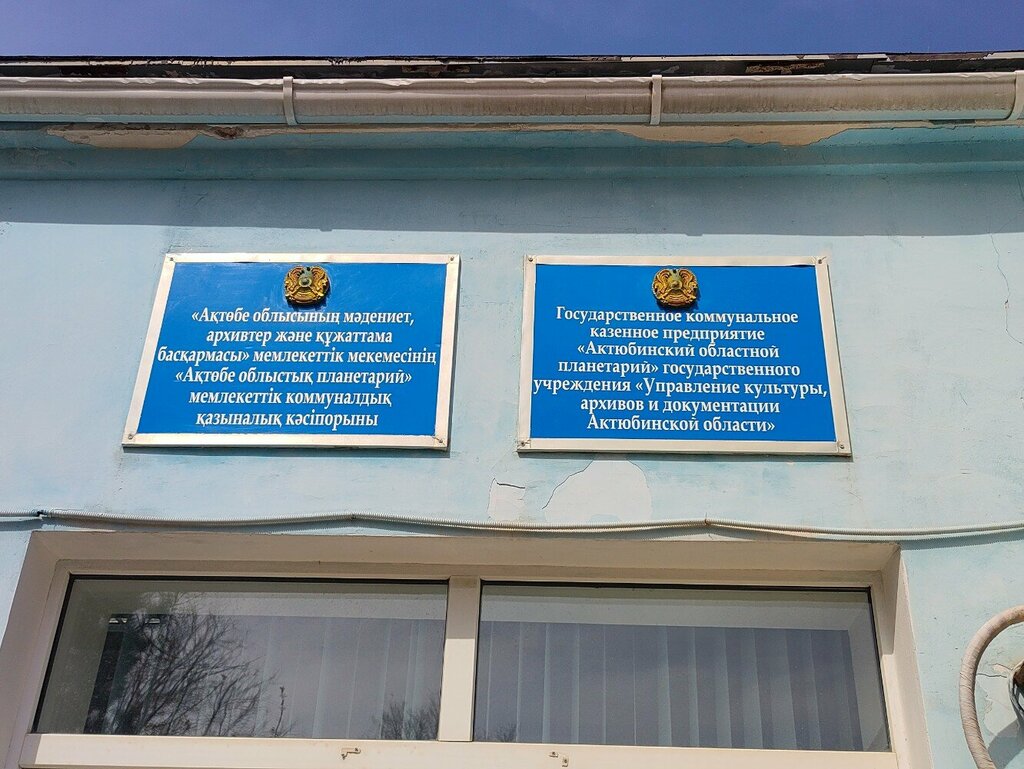 «Ақтөбе облысының мәдениет,
архивтер және құжаттама
басқармасы» мемлекеттік мекемесінің
«Ақтөбе облыстық планетарий»
мемлекеттік коммуналдық
қазыналық кәсіпорыны
Государственное коммунальное
казенное предприятие
«Актюбинский областной
планетарий» государственного
учреждения «Управление культуры,
архивов и документации
Актюбинской области»